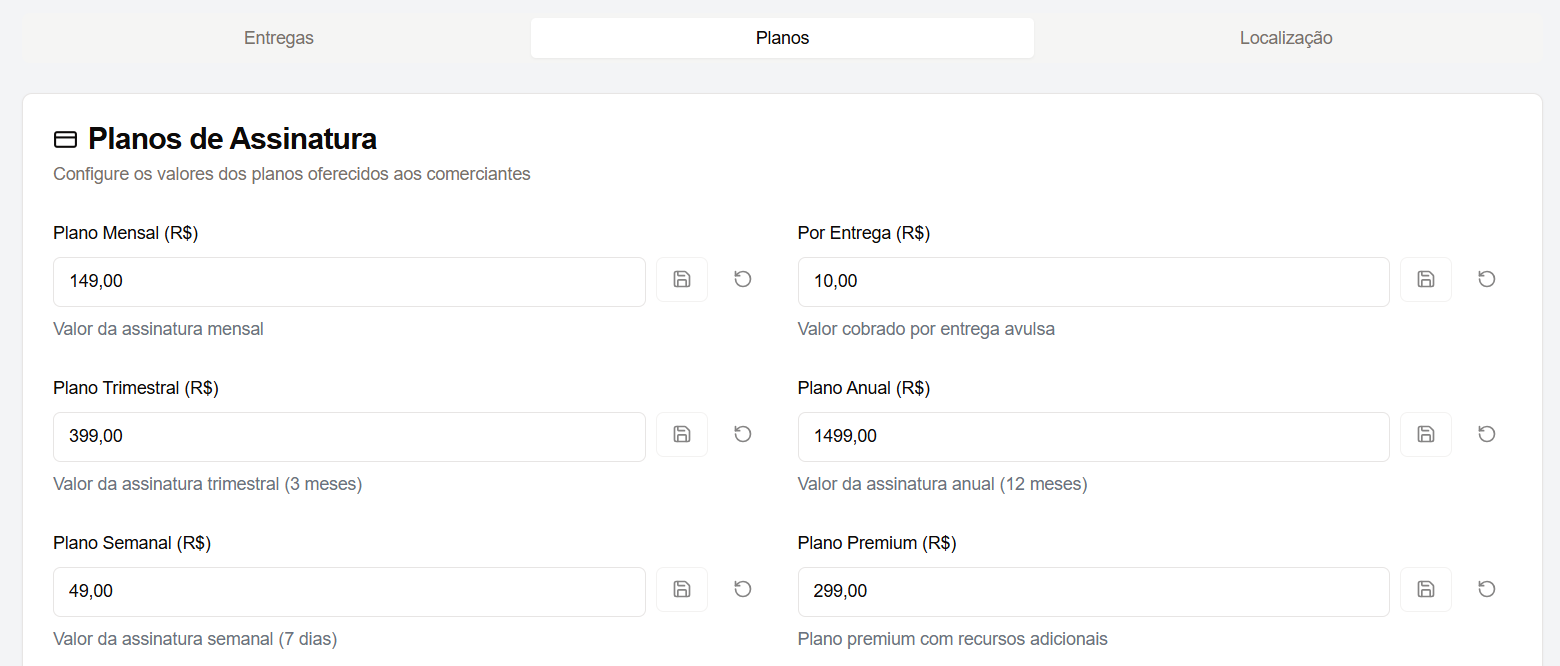 Entregas
Planos
Localização
Planos de Assinatura
Configure os valores dos planos oferecidos aos comerciantes
Plano Mensal (R$)
149,00
Valor da assinatura mensal
Por Entrega (R$)
10,00
Valor cobrado por entrega avulsa
Plano Trimestral (R$)
399,00
Valor da assinatura trimestral (3 meses)
Plano Anual (R$)
1499,00
Valor da assinatura anual (12 meses)
Plano Semanal (R$)
49,00
Valor da assinatura semanal (7 dias)
Plano Premium (R$)
299,00
Plano premium com recursos adicionais